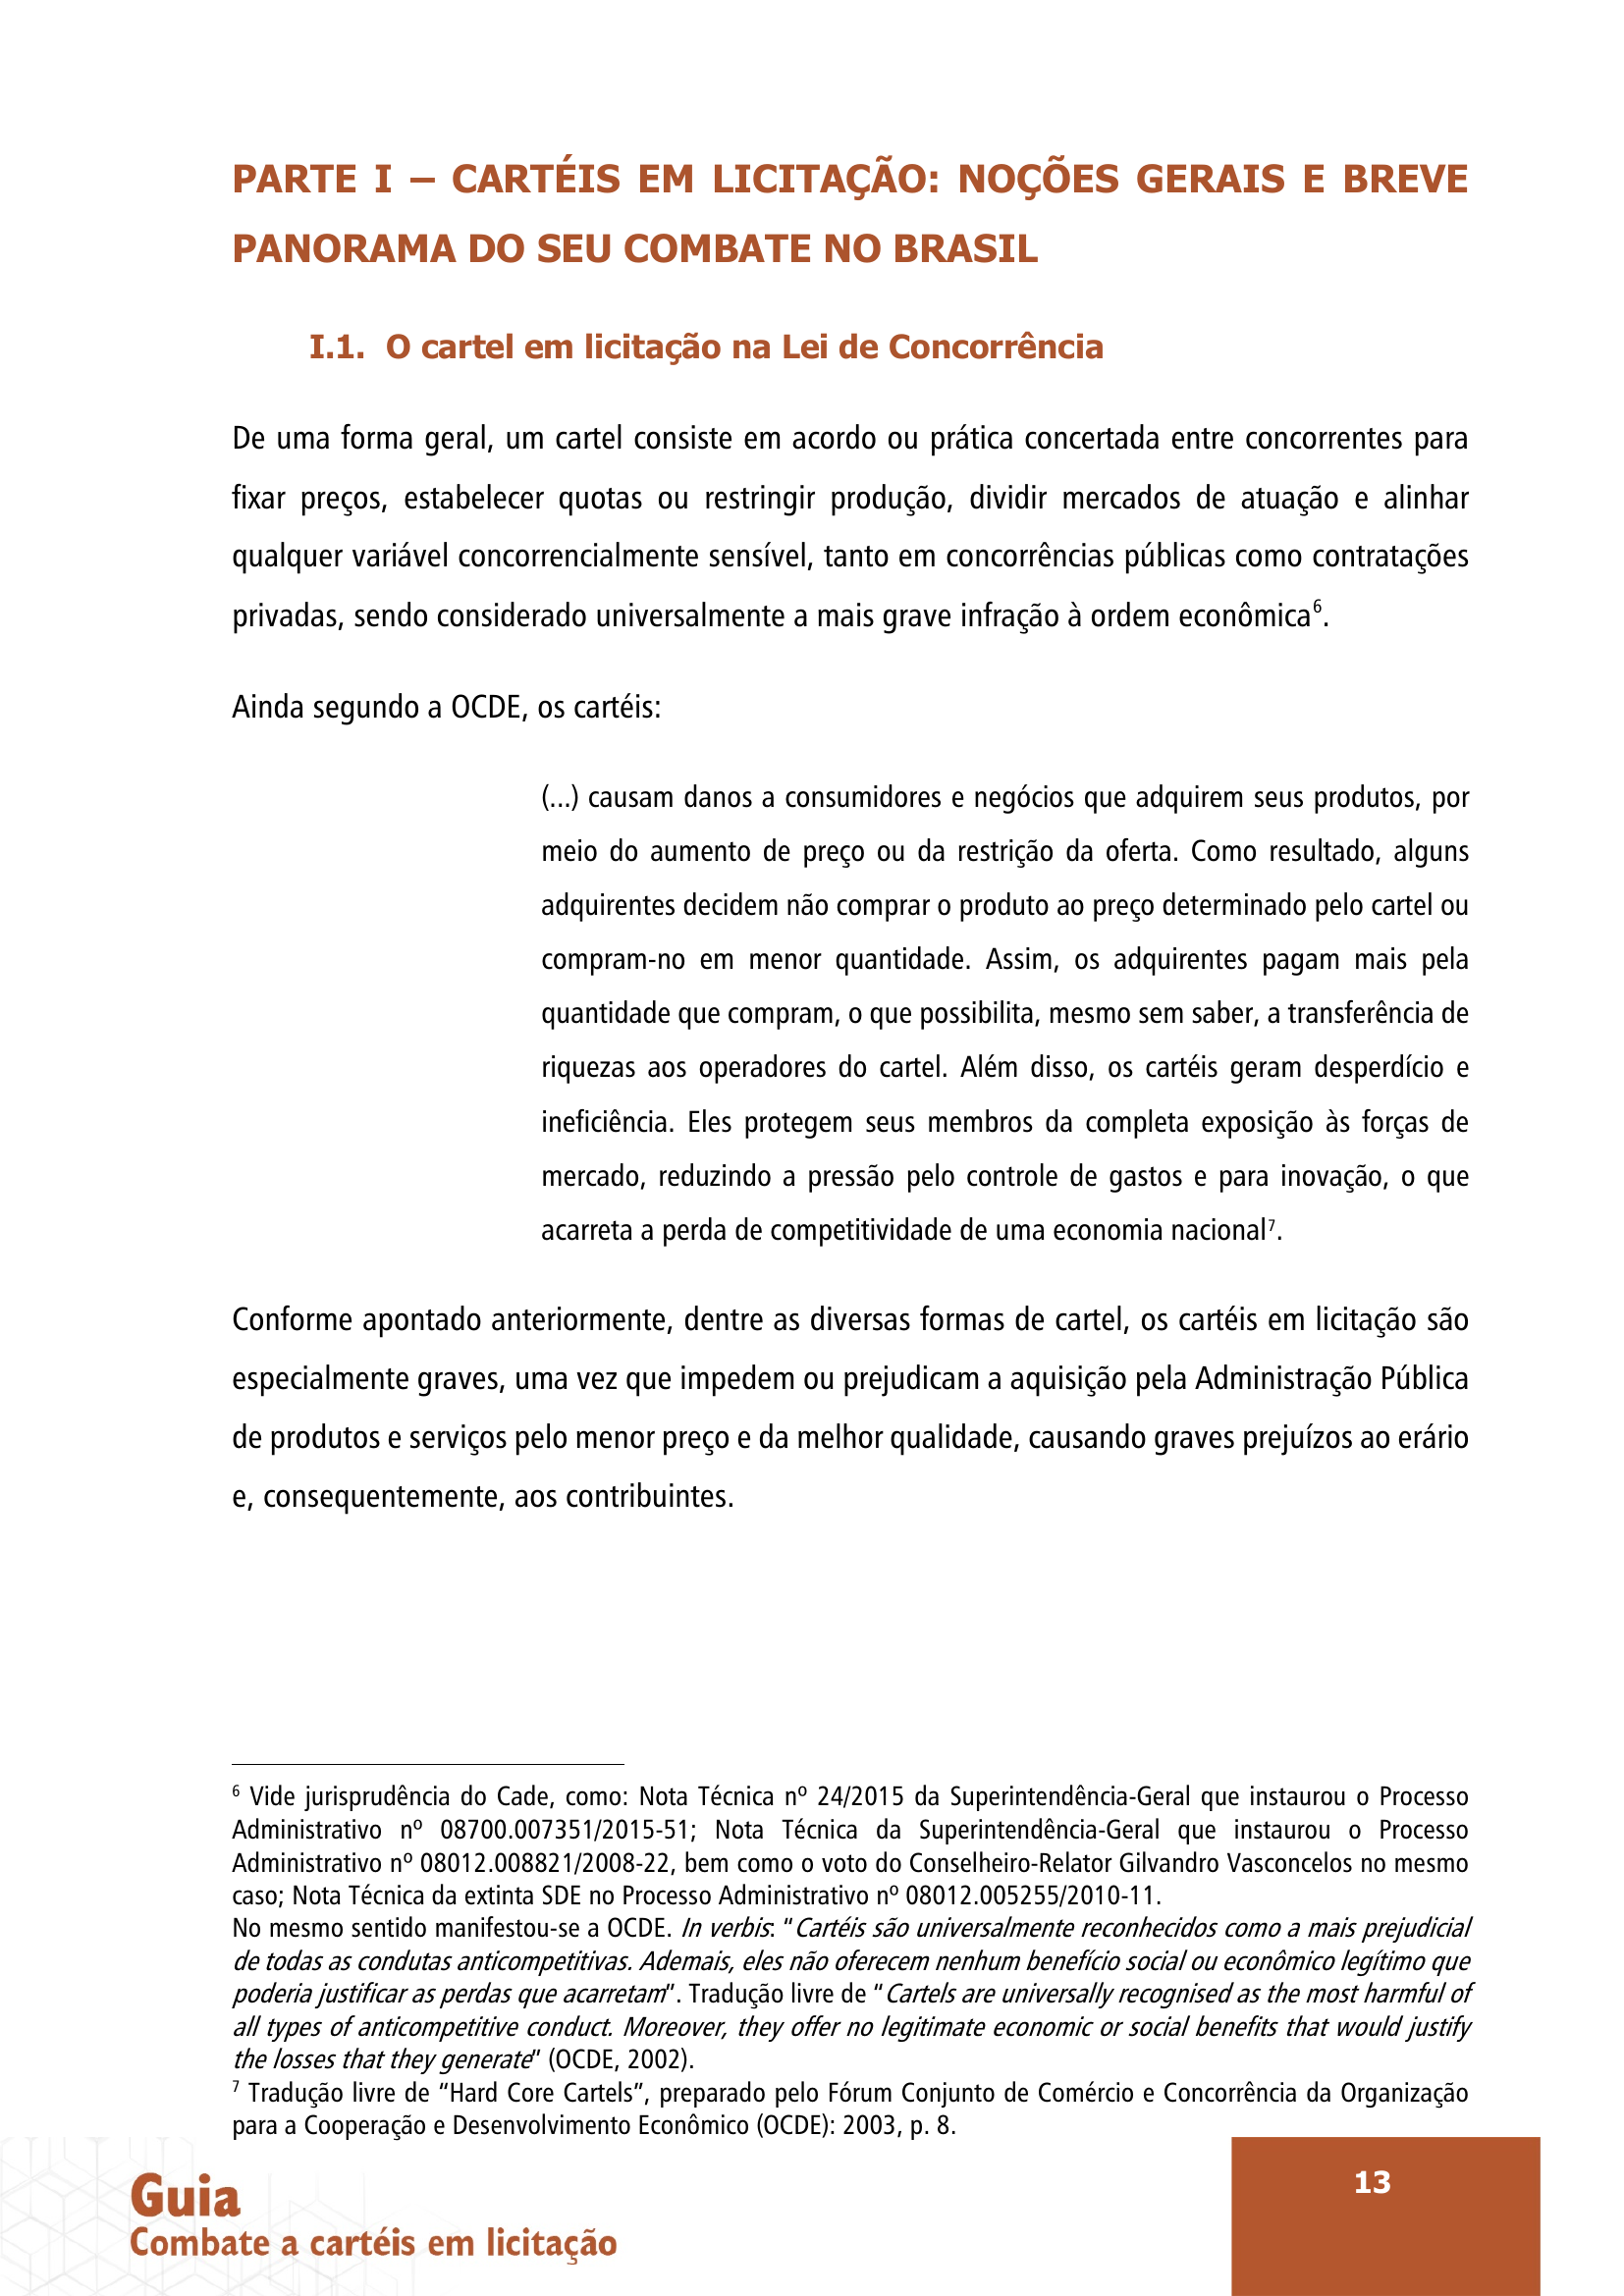 PARTE I – CARTÉIS EM LICITAÇÃO: NOÇÕES GERAIS E BREVE
PANORAMA DO SEU COMBATE NO BRASIL
I.1. O cartel em licitação na Lei de Concorrência
De uma forma geral, um cartel consiste em acordo ou prática concertada entre concorrentes para
fixar preços, estabelecer quotas ou restringir produção, dividir mercados de atuação e alinhar
qualquer variável concorrencialmente sensível, tanto em concorrências públicas como contratações
privadas, sendo considerado universalmente a mais grave infração à ordem econômica⁶.
Ainda segundo a OCDE, os cartéis:
(...) causam danos a consumidores e negócios que adquirem seus produtos, por
meio do aumento de preço ou da restrição da oferta. Como resultado, alguns
adquirentes decidem não comprar o produto ao preço determinado pelo cartel ou
compram-no em menor quantidade. Assim, os adquirentes pagam mais pela
quantidade que compram, o que possibilita, mesmo sem saber, a transferência de
riquezas aos operadores do cartel. Além disso, os cartéis geram desperdício e
ineficiência. Eles protegem seus membros da completa exposição às forças de
mercado, reduzindo a pressão pelo controle de gastos e para inovação, o que
acarreta a perda de competitividade de uma economia nacional⁷.
Conforme apontado anteriormente, dentre as diversas formas de cartel, os cartéis em licitação são
especialmente graves, uma vez que impedem ou prejudicam a aquisição pela Administração Pública
de produtos e serviços pelo menor preço e da melhor qualidade, causando graves prejuízos ao erário
e, consequentemente, aos contribuintes.
⁶ Vide jurisprudência do Cade, como: Nota Técnica nº 24/2015 da Superintendência-Geral que instaurou o Processo
Administrativo nº 08700.007351/2015-51; Nota Técnica da Superintendência-Geral que instaurou o Processo
Administrativo nº 08012.008821/2008-22, bem como o voto do Conselheiro-Relator Gilvandro Vasconcelos no mesmo
caso; Nota Técnica da extinta SDE no Processo Administrativo nº 08012.005255/2010-11.
No mesmo sentido manifestou-se a OCDE. In verbis: “Cartéis são universalmente reconhecidos como a mais prejudicial
de todas as condutas anticompetitivas. Ademais, eles não oferecem nenhum benefício social ou econômico legítimo que
poderia justificar as perdas que acarretam”. Tradução livre de “Cartels are universally recognised as the most harmful of
all types of anticompetitive conduct. Moreover, they offer no legitimate economic or social benefits that would justify
the losses that they generate” (OCDE, 2002).
⁷ Tradução livre de “Hard Core Cartels”, preparado pelo Fórum Conjunto de Comércio e Concorrência da Organização
para a Cooperação e Desenvolvimento Econômico (OCDE): 2003, p. 8.
13
Guia
Combate a cartéis em licitação